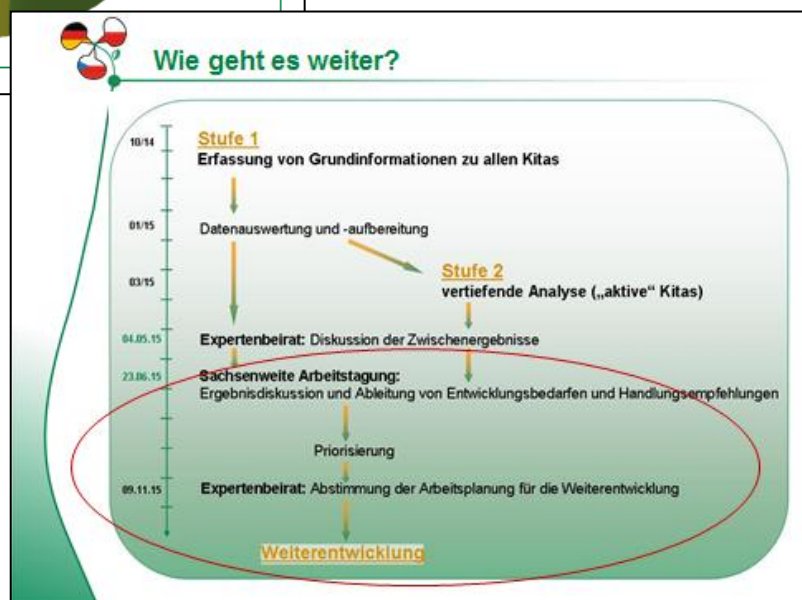 Wie geht es weiter?
10/14
Stufe 1
Erfassung von Grundinformationen zu allen Kitas
01/15
Datenauswertung und -aufbereitung
03/15
Stufe 2
vertiefende Analyse („aktive“ Kitas)
04.05.15
Expertenbeirat: Diskussion der Zwischenergebnisse
23.06.15
Sachsenweite Arbeitstagung:
Ergebnisdiskussion und Ableitung von Entwicklungsbedarfen und Handlungsempfehlungen
Priorisierung
09.11.15
Expertenbeirat: Abstimmung der Arbeitsplanung für die Weiterentwicklung
Weiterentwicklung